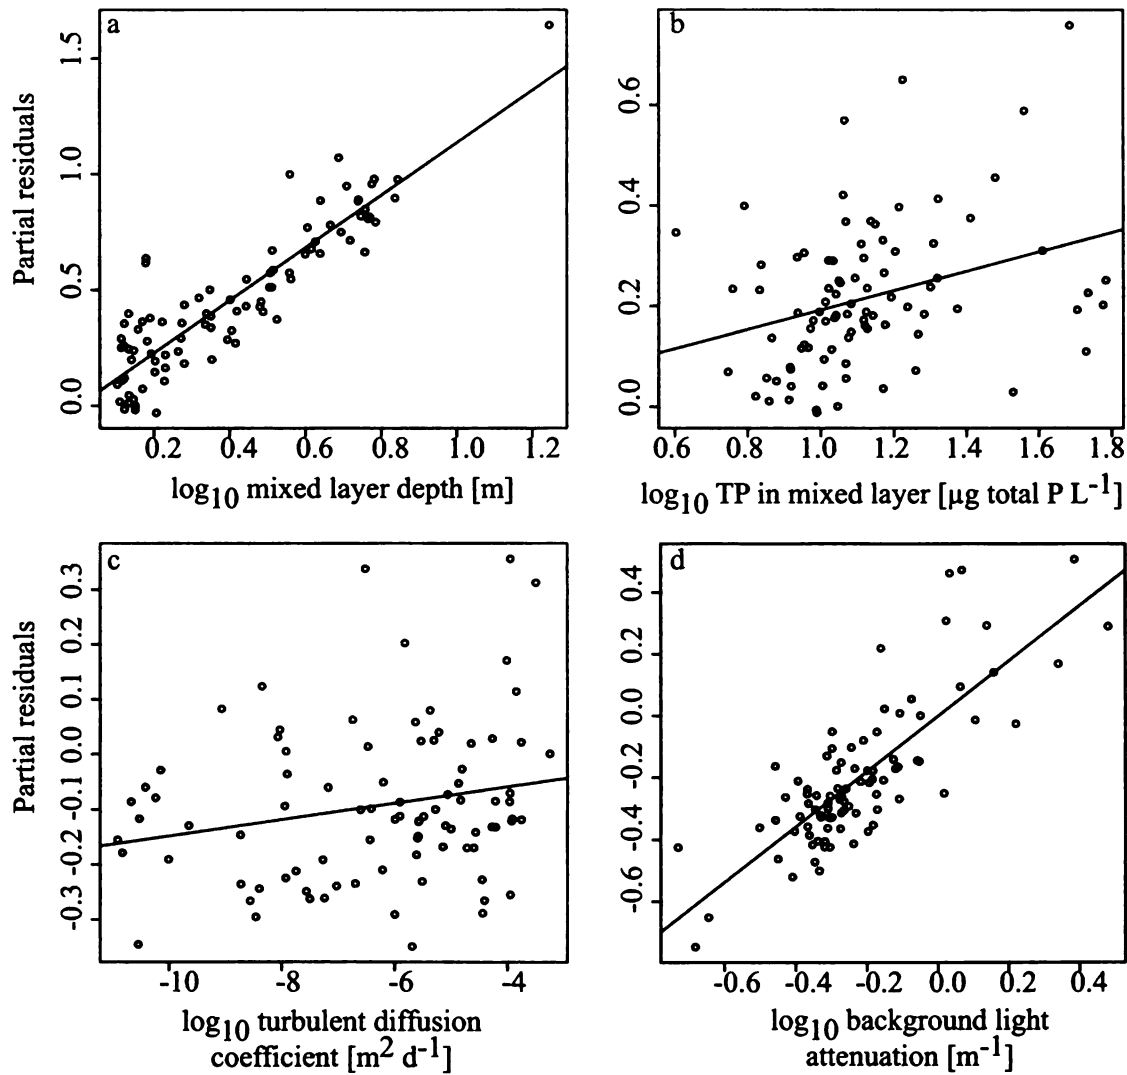 a
Partial residuals
1.5
1.0
0.5
0.0
0.2 0.4 0.6 0.8 1.0 1.2
log10 mixed layer depth [m]
b
0.6
0.4
0.2
0.0
0.6 0.8 1.0 1.2 1.4 1.6 1.8
log10 TP in mixed layer [µg total P L-1]
c
Partial residuals
0.3
0.2
0.1
0.0
-0.1
-0.2
-0.3
-10 -8 -6 -4
log10 turbulent diffusion
coefficient [m2 d-1]
d
0.4
0.2
0.0
-0.2
-0.4
-0.6
-0.6 -0.4 -0.2 0.0 0.2 0.4
log10 background light
attenuation [m-1]